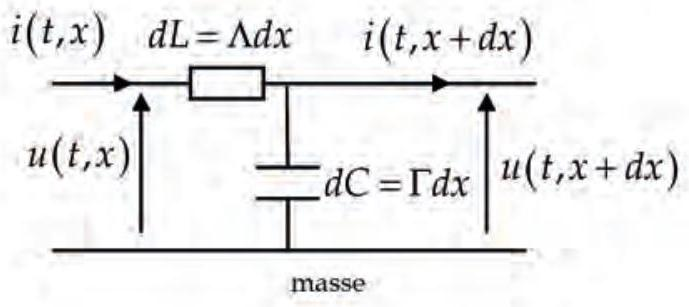 i(t,x) dL = Λdx i(t,x + dx)
u(t,x) dC = Γdx u(t,x + dx)
masse